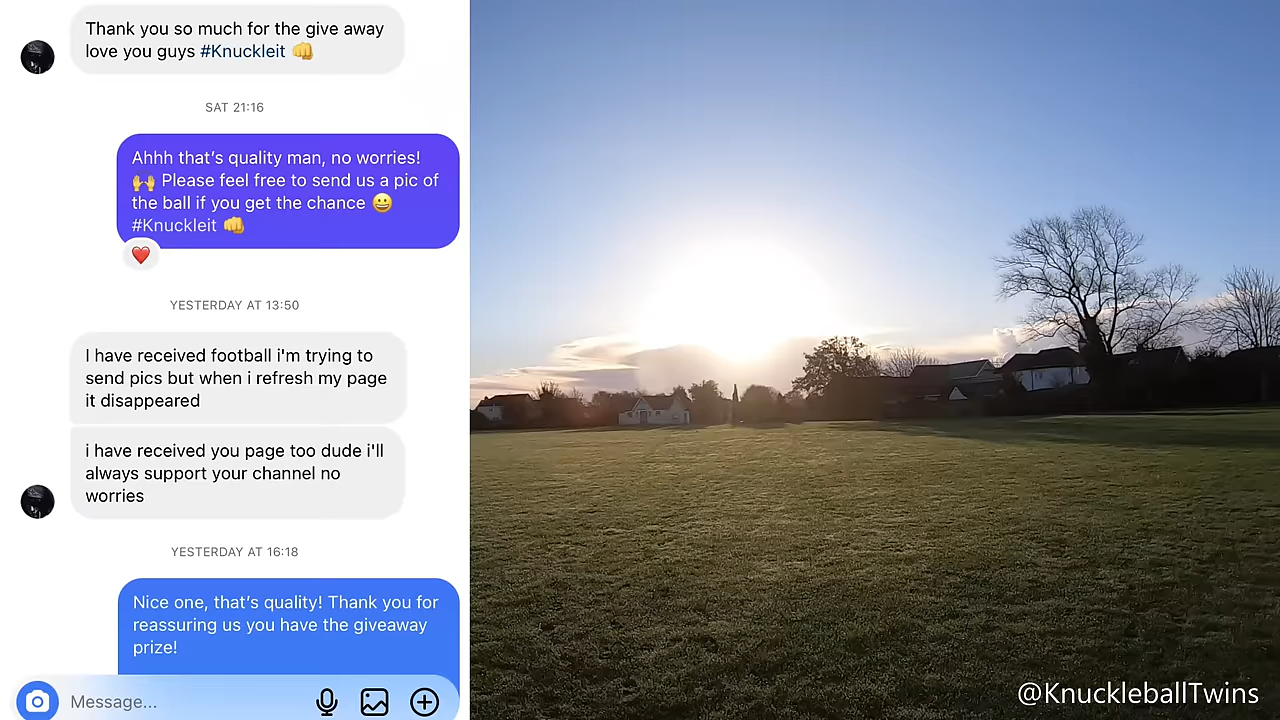 Thank you so much for the give away
love you guys #Knuckleit 👊
SAT 21:16
Ahhh that’s quality man, no worries!
🙌 Please feel free to send us a pic of
the ball if you get the chance 😀
#Knuckleit 👊
❤️
YESTERDAY AT 13:50
I have received football i'm trying to
send pics but when i refresh my page
it disappeared
i have received you page too dude i'll
always support your channel no
worries
YESTERDAY AT 16:18
Nice one, that’s quality! Thank you for
reassuring us you have the giveaway
prize!
Message...
@KnuckleballTwins